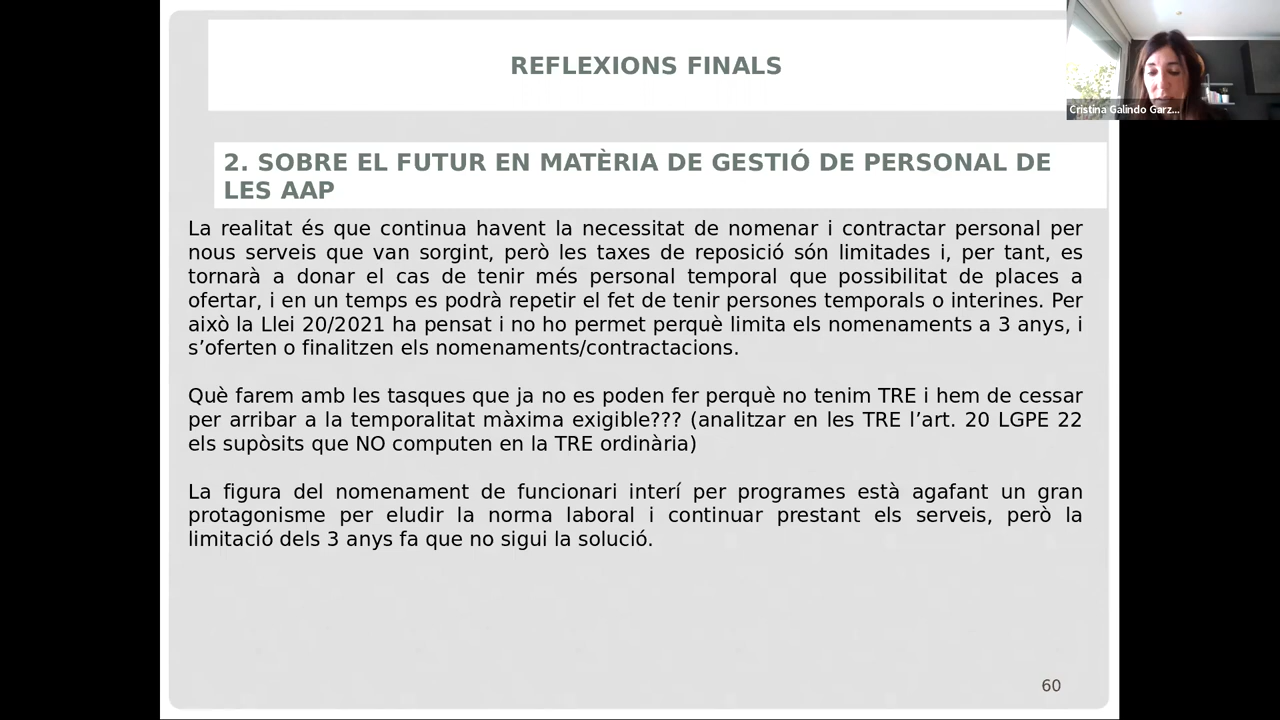 REFLEXIONS FINALS
Cristina Galindo Garz...
2. SOBRE EL FUTUR EN MATÈRIA DE GESTIÓ DE PERSONAL DE
LES AAP
La realitat és que continua havent la necessitat de nomenar i contractar personal per
nous serveis que van sorgint, però les taxes de reposició són limitades i, per tant, es
tornarà a donar el cas de tenir més personal temporal que possibilitat de places a
ofertar, i en un temps es podrà repetir el fet de tenir persones temporals o interines. Per
això la Llei 20/2021 ha pensat i no ho permet perquè limita els nomenaments a 3 anys, i
s’oferten o finalitzen els nomenaments/contractacions.
Què farem amb les tasques que ja no es poden fer perquè no tenim TRE i hem de cessar
per arribar a la temporalitat màxima exigible??? (analitzar en les TRE l’art. 20 LGPE 22
els supòsits que NO computen en la TRE ordinària)
La figura del nomenament de funcionari interí per programes està agafant un gran
protagonisme per eludir la norma laboral i continuar prestant els serveis, però la
limitació dels 3 anys fa que no sigui la solució.
60